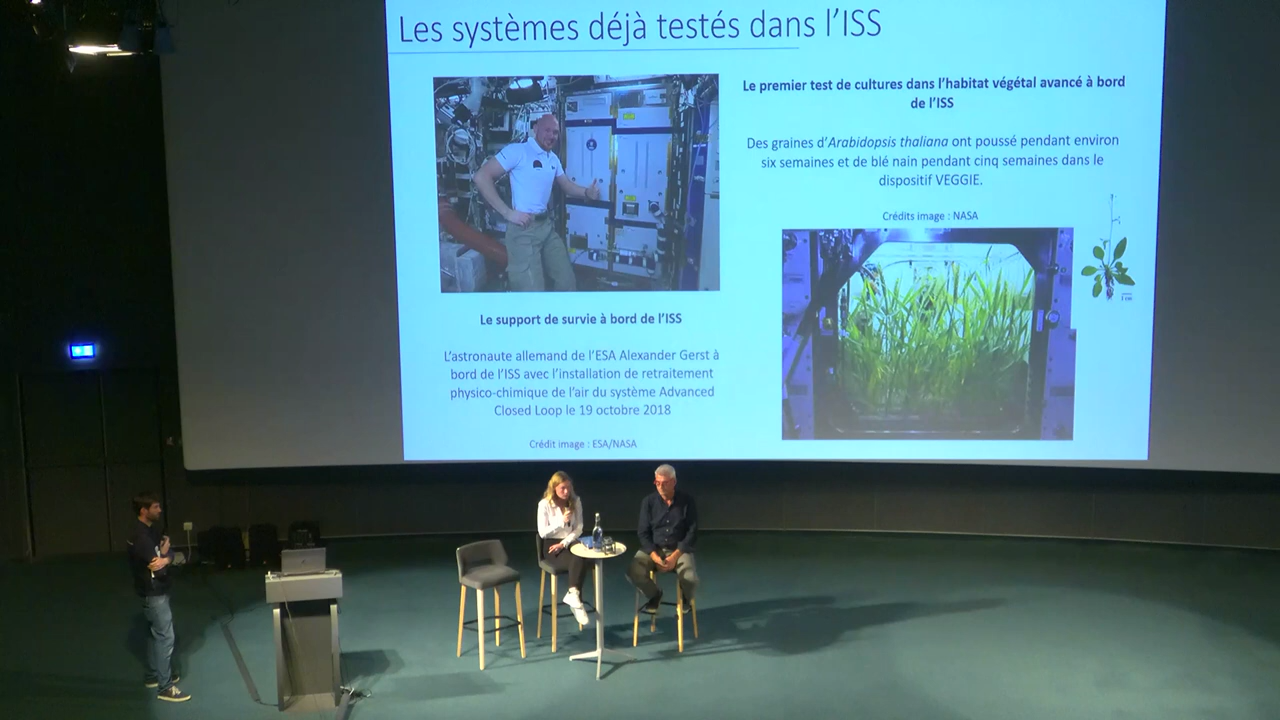 Les systèmes déjà testés dans l'ISS
Le support de survie à bord de l'ISS
L'astronaute allemand de l'ESA Alexander Gerst à
bord de l'ISS avec l'installation de retraitement
physico-chimique de l'air du système Advanced
Closed Loop le 19 octobre 2018
Crédit image : ESA/NASA
Le premier test de cultures dans l'habitat végétal avancé à bord
de l'ISS
Des graines d'Arabidopsis thaliana ont poussé pendant environ
six semaines et de blé nain pendant cinq semaines dans le
dispositif VEGGIE.
Crédits image : NASA